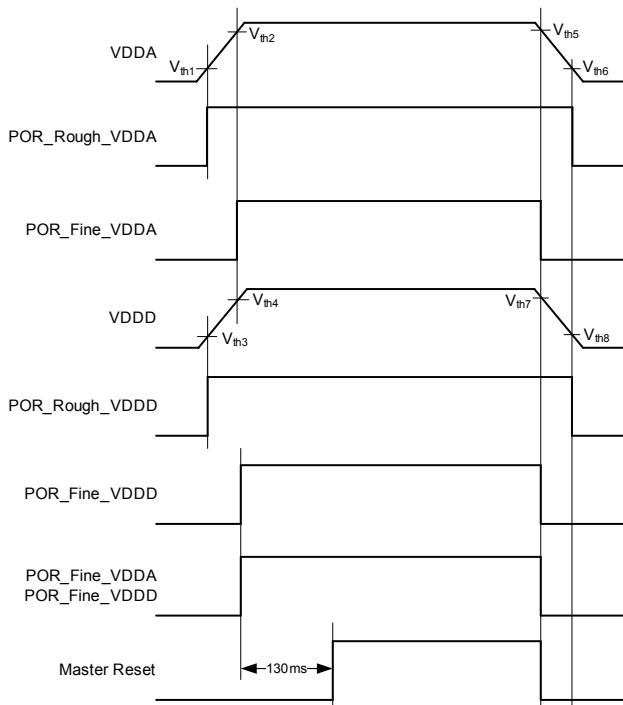 VDDA
Vth1
Vth2
Vth5
Vth6
POR_Rough_VDDA
POR_Fine_VDDA
VDDD
Vth3
Vth4
Vth7
Vth8
POR_Rough_VDDD
POR_Fine_VDDD
POR_Fine_VDDA
POR_Fine_VDDD
Master Reset
130ms